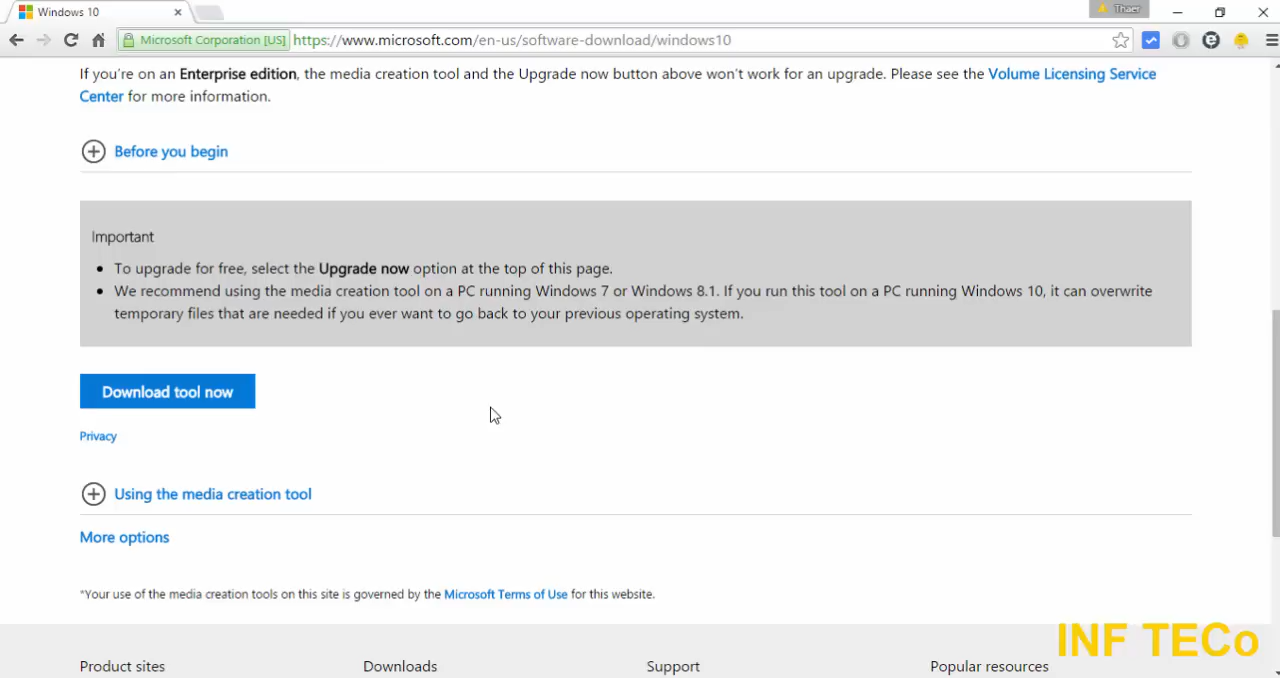 Windows 10
Thaer
Microsoft Corporation [US] https://www.microsoft.com/en-us/software-download/windows10
If you're on an Enterprise edition, the media creation tool and the Upgrade now button above won't work for an upgrade. Please see the Volume Licensing Service
Center for more information.
Before you begin
Important
• To upgrade for free, select the Upgrade now option at the top of this page.
• We recommend using the media creation tool on a PC running Windows 7 or Windows 8.1. If you run this tool on a PC running Windows 10, it can overwrite
temporary files that are needed if you ever want to go back to your previous operating system.
Download tool now
Privacy
Using the media creation tool
More options
*Your use of the media creation tools on this site is governed by the Microsoft Terms of Use for this website.
INF TECo
Product sites Downloads Support Popular resources